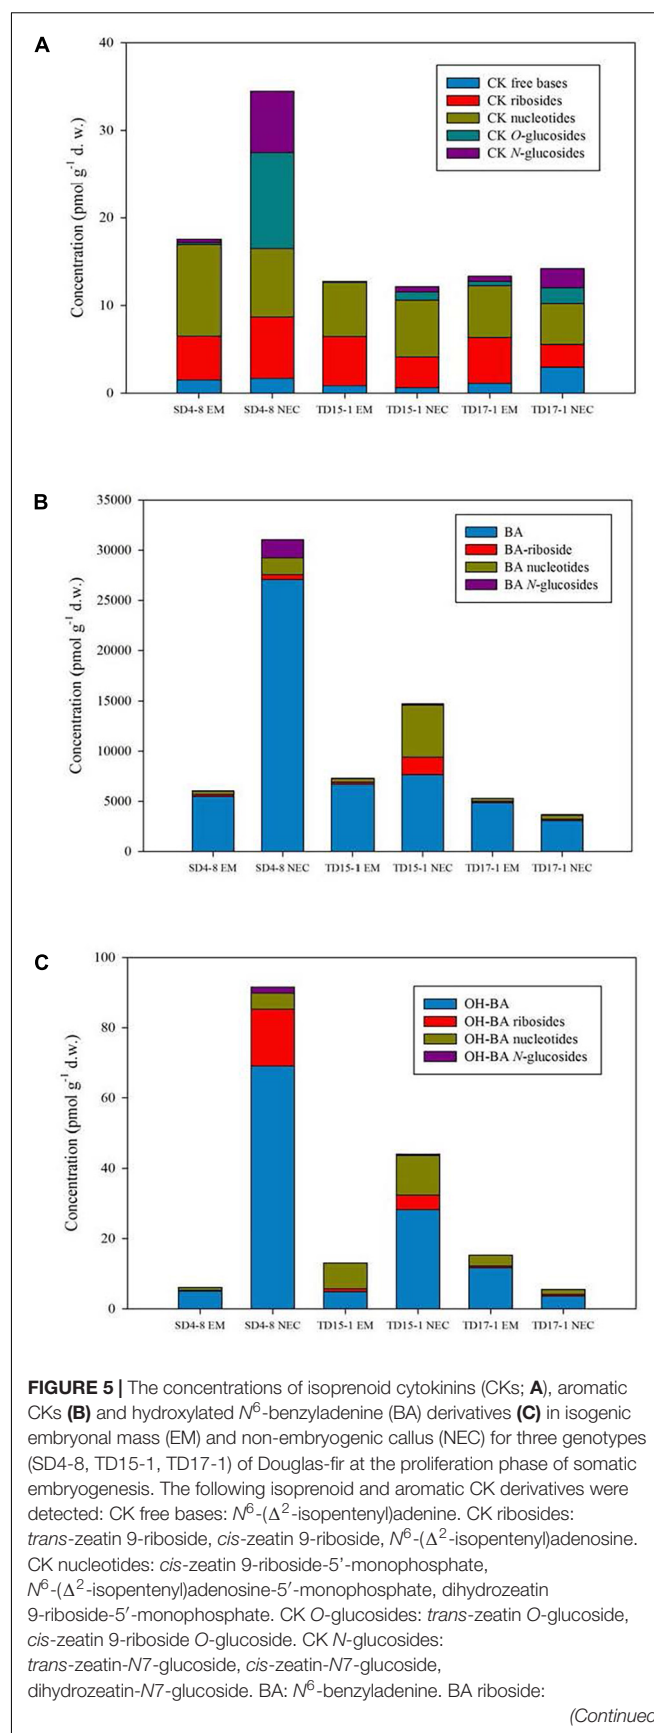 A
40
30
20
10
0
Concentration (pmol g-1 d. w.)
CK free bases
CK ribosides
CK nucleotides
CK O-glucosides
CK N-glucosides
SD4-8 EM SD4-8 NEC TD15-1 EM TD15-1 NEC TD17-1 EM TD17-1 NEC
B
35000
30000
25000
20000
15000
10000
5000
0
Concentration (pmol g-1 d.w.)
BA
BA-riboside
BA nucleotides
BA N-glucosides
SD4-8 EM SD4-8 NEC TD15-1 EM TD15-1 NEC TD17-1 EM TD17-1 NEC
C
100
80
60
40
20
0
Concentration (pmol g-1 d.w.)
OH-BA
OH-BA ribosides
OH-BA nucleotides
OH-BA N-glucosides
SD4-8 EM SD4-8 NEC TD15-1 EM TD15-1 NEC TD17-1 EM TD17-1 NEC
FIGURE 5 | The concentrations of isoprenoid cytokinins (CKs; A), aromatic
CKs (B) and hydroxylated N6-benzyladenine (BA) derivatives (C) in isogenic
embryonal mass (EM) and non-embryogenic callus (NEC) for three genotypes
(SD4-8, TD15-1, TD17-1) of Douglas-fir at the proliferation phase of somatic
embryogenesis. The following isoprenoid and aromatic CK derivatives were
detected: CK free bases: N6-(Δ2-isopentenyl)adenine. CK ribosides:
trans-zeatin 9-riboside, cis-zeatin 9-riboside, N6-(Δ2-isopentenyl)adenosine.
CK nucleotides: cis-zeatin 9-riboside-5'-monophosphate,
N6-(Δ2-isopentenyl)adenosine-5′-monophosphate, dihydrozeatin
9-riboside-5′-monophosphate. CK O-glucosides: trans-zeatin O-glucoside,
cis-zeatin 9-riboside O-glucoside. CK N-glucosides:
trans-zeatin-N7-glucoside, cis-zeatin-N7-glucoside,
dihydrozeatin-N7-glucoside. BA: N6-benzyladenine. BA riboside:
(Continued